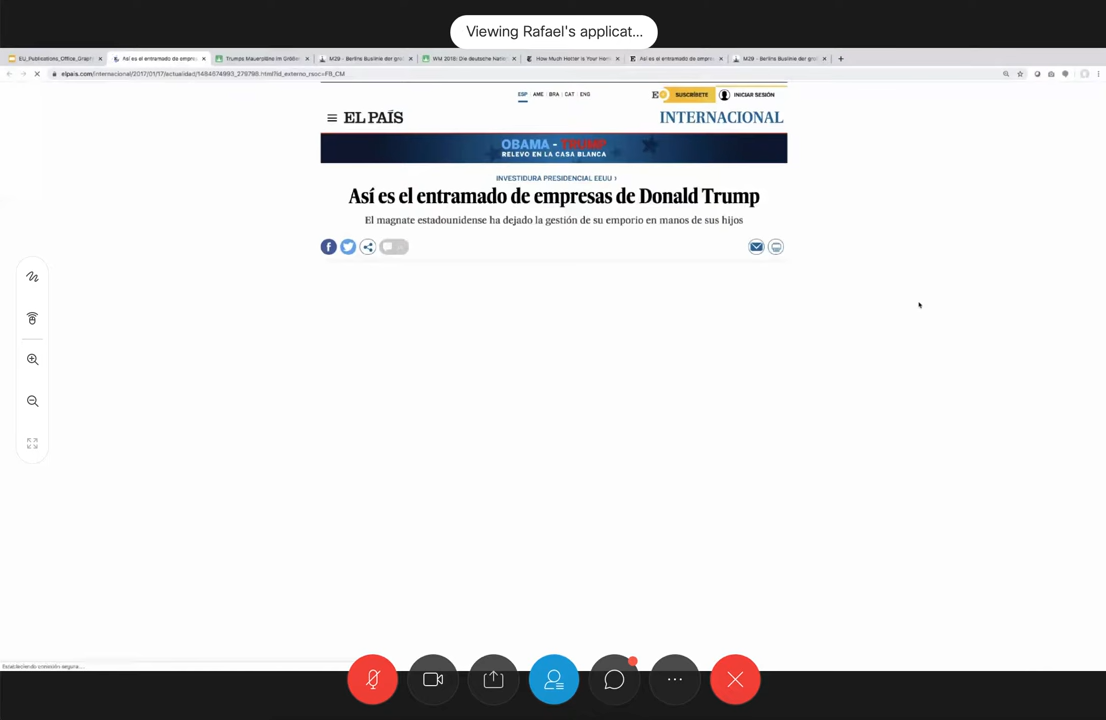 Viewing Rafael's applicat...
EU_Publications_Office_Graph
Así es el entramado de empres
Trumps Mauerpläne im Größen
M29 - Berlins Buslinie der gro
WM 2018: Die deutsche Natio
How Much Hotter Is Your Hom
Así es el entramado de empres
M29 - Berlins Buslinie der gro
elpais.com/internacional/2017/01/17/actualidad/1484674993_279798.html?id_externo_rsoc=FB_CM
ESP AME BRA CAT ENG
SUSCRÍBETE
INICIAR SESIÓN
EL PAÍS
INTERNACIONAL
OBAMA - TRUMP
RELEVO EN LA CASA BLANCA
INVESTIDURA PRESIDENCIAL EEUU ›
Así es el entramado de empresas de Donald Trump
El magnate estadounidense ha dejado la gestión de su emporio en manos de sus hijos
Estableciendo conexión segura...